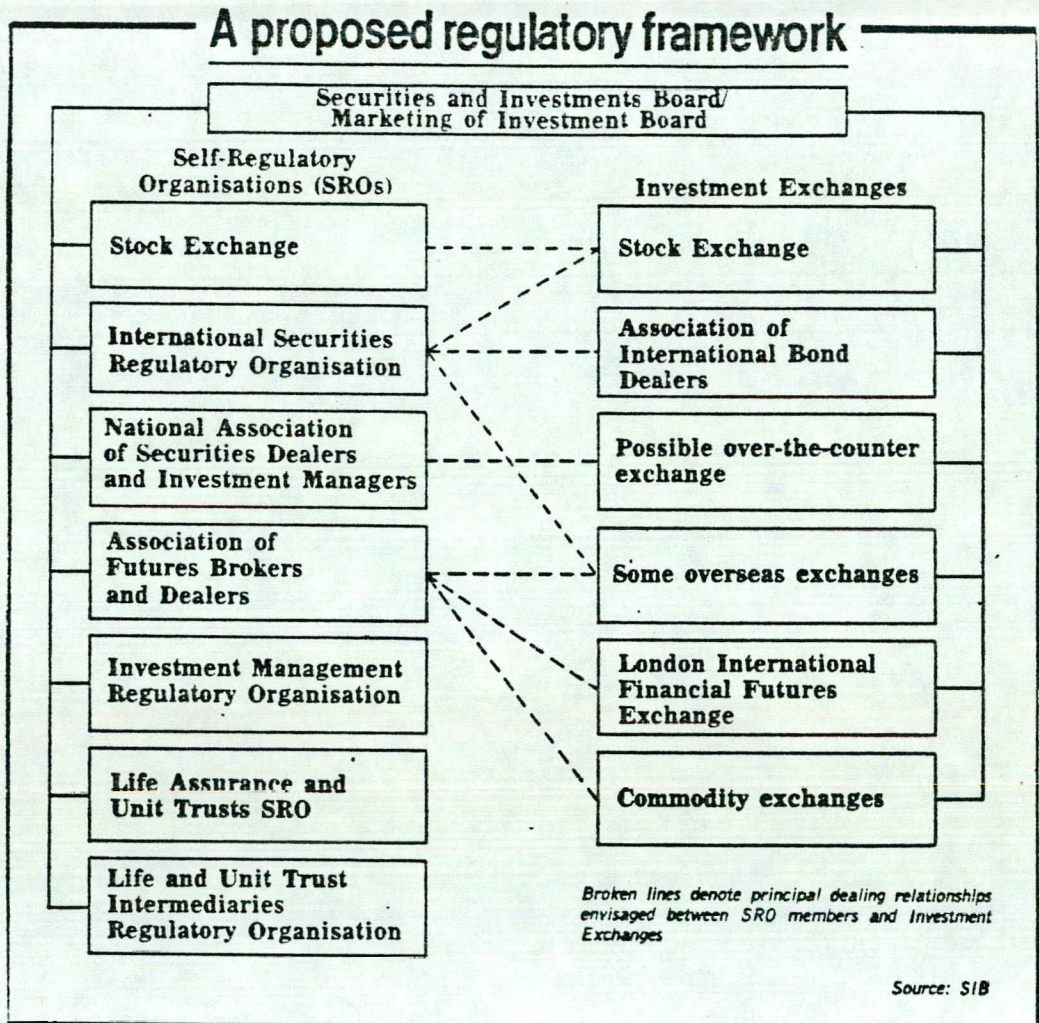 A proposed regulatory framework
Securities and Investments Board/
Marketing of Investment Board
Self-Regulatory
Organisations (SROs)
Stock Exchange
International Securities
Regulatory Organisation
National Association
of Securities Dealers
and Investment Managers
Association of
Futures Brokers
and Dealers
Investment Management
Regulatory Organisation
Life Assurance and
Unit Trusts SRO
Life and Unit Trust
Intermediaries
Regulatory Organisation
Investment Exchanges
Stock Exchange
Association of
International Bond
Dealers
Possible over-the-counter
exchange
Some overseas exchanges
London International
Financial Futures
Exchange
Commodity exchanges
Broken lines denote principal dealing relationships
envisaged between SRO members and Investment
Exchanges
Source: SIB